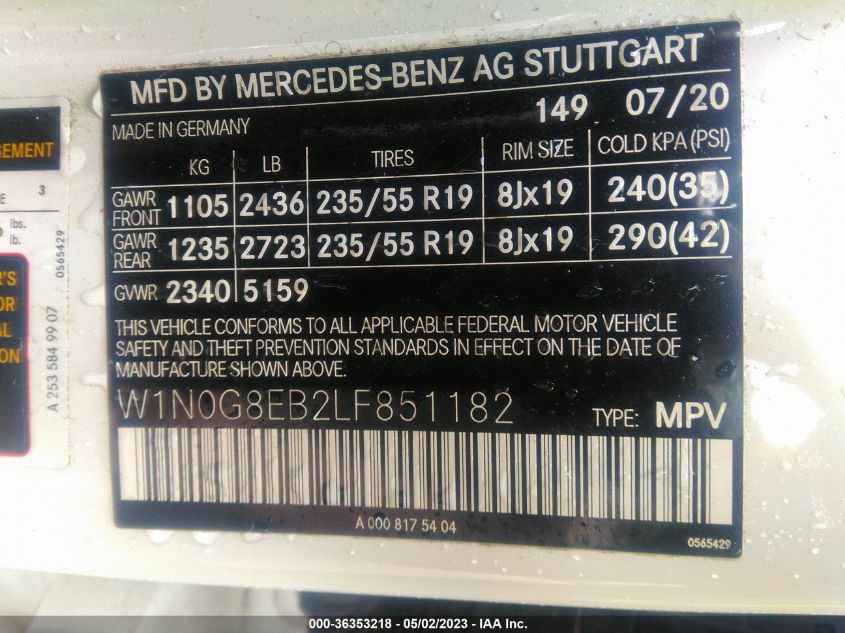 MFD BY MERCEDES-BENZ AG STUTTGART
149 07/20
MADE IN GERMANY
KG LB TIRES RIM SIZE COLD KPA (PSI)
GAWR FRONT 1105 2436 235/55 R19 8Jx19 240(35)
GAWR REAR 1235 2723 235/55 R19 8Jx19 290(42)
GVWR 2340 5159
THIS VEHICLE CONFORMS TO ALL APPLICABLE FEDERAL MOTOR VEHICLE
SAFETY AND THEFT PREVENTION STANDARDS IN EFFECT ON THE DATE OF
MANUFACTURE SHOWN ABOVE.
W1N0G8EB2LF851182 TYPE: MPV
A 000 817 54 04
0565429
3
lbs.
lb.
0565429
A 253 584 99 07
000-36353218 - 05/02/2023 - IAA Inc.